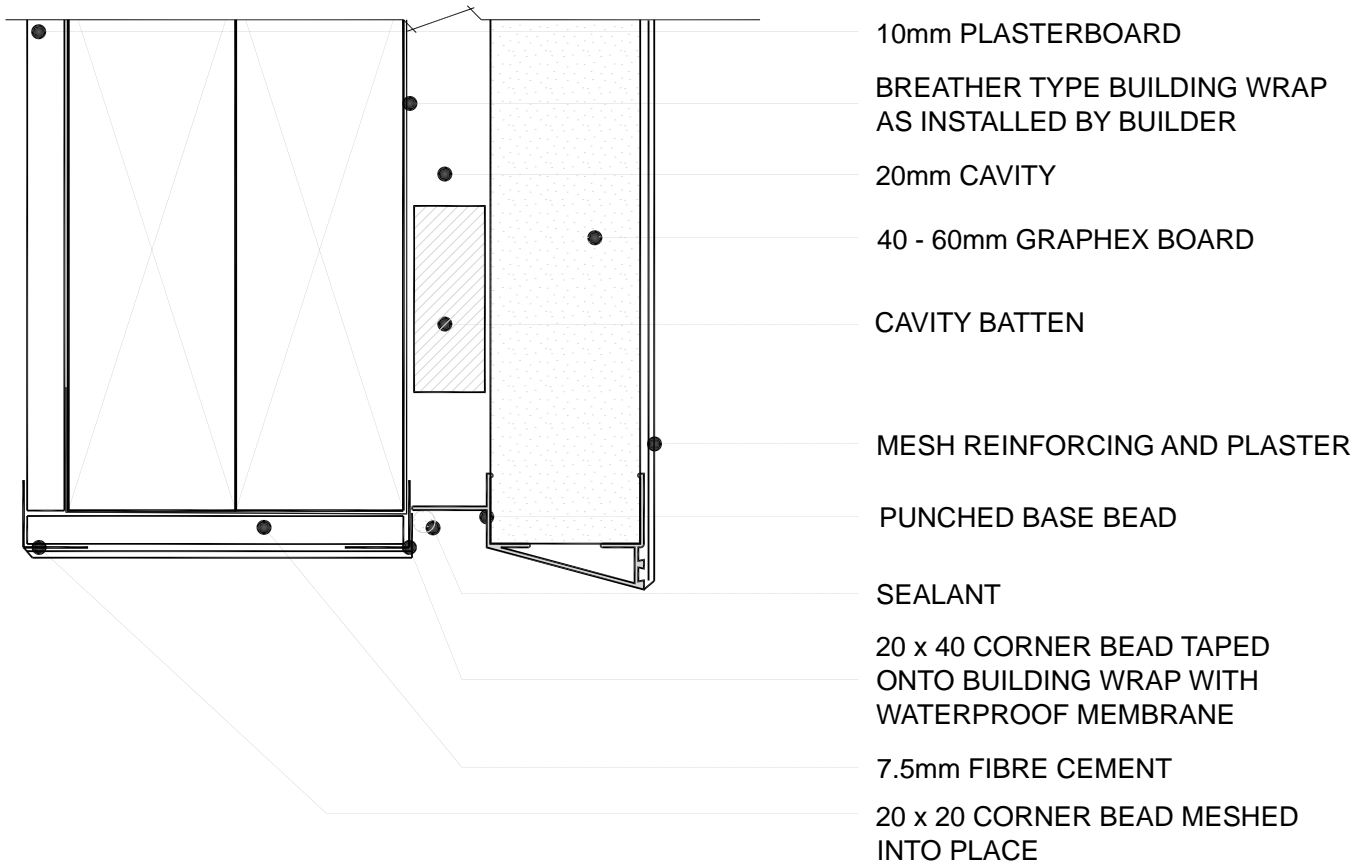 10mm PLASTERBOARD
BREATHER TYPE BUILDING WRAP
AS INSTALLED BY BUILDER
20mm CAVITY
40 - 60mm GRAPHEX BOARD
CAVITY BATTEN
MESH REINFORCING AND PLASTER
PUNCHED BASE BEAD
SEALANT
20 x 40 CORNER BEAD TAPED
ONTO BUILDING WRAP WITH
WATERPROOF MEMBRANE
7.5mm FIBRE CEMENT
20 x 20 CORNER BEAD MESHED
INTO PLACE